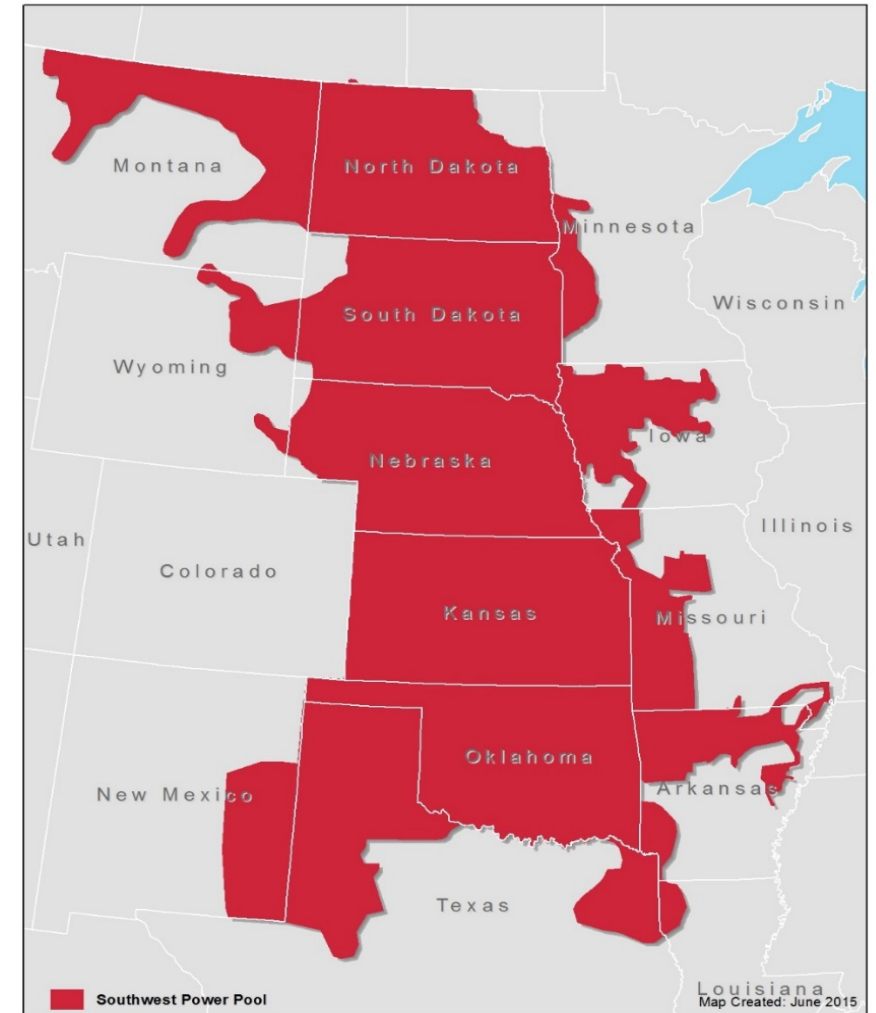 Montana
North Dakota
Minnesota
South Dakota
Wisconsin
Wyoming
Iowa
Nebraska
Illinois
Utah
Colorado
Kansas
Missouri
Oklahoma
Arkansas
New Mexico
Texas
Louisiana
Southwest Power Pool
Map Created: June 2015